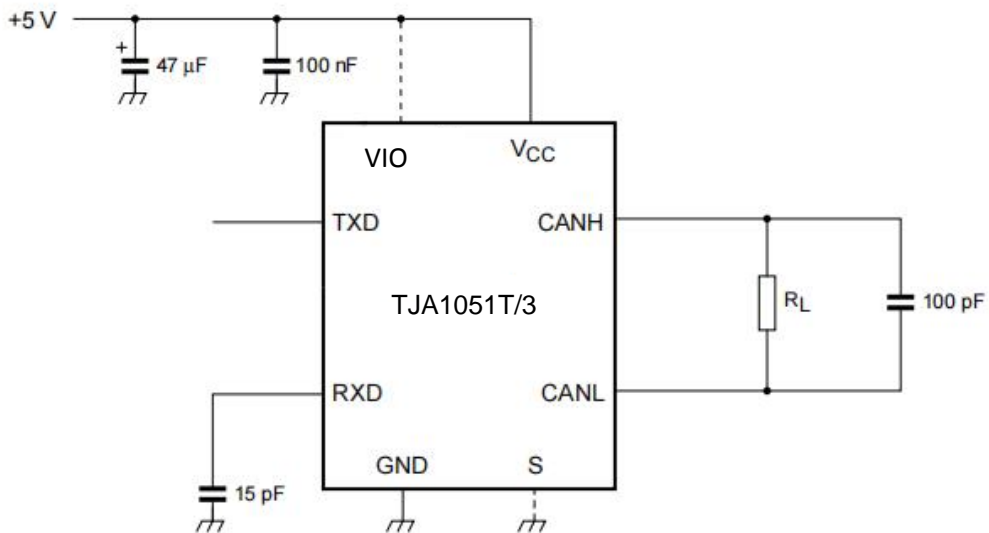 +5 V
+
47 μF
100 nF
VIO
VCC
TXD
CANH
TJA1051T/3
RL
100 pF
RXD
CANL
GND
S
15 pF